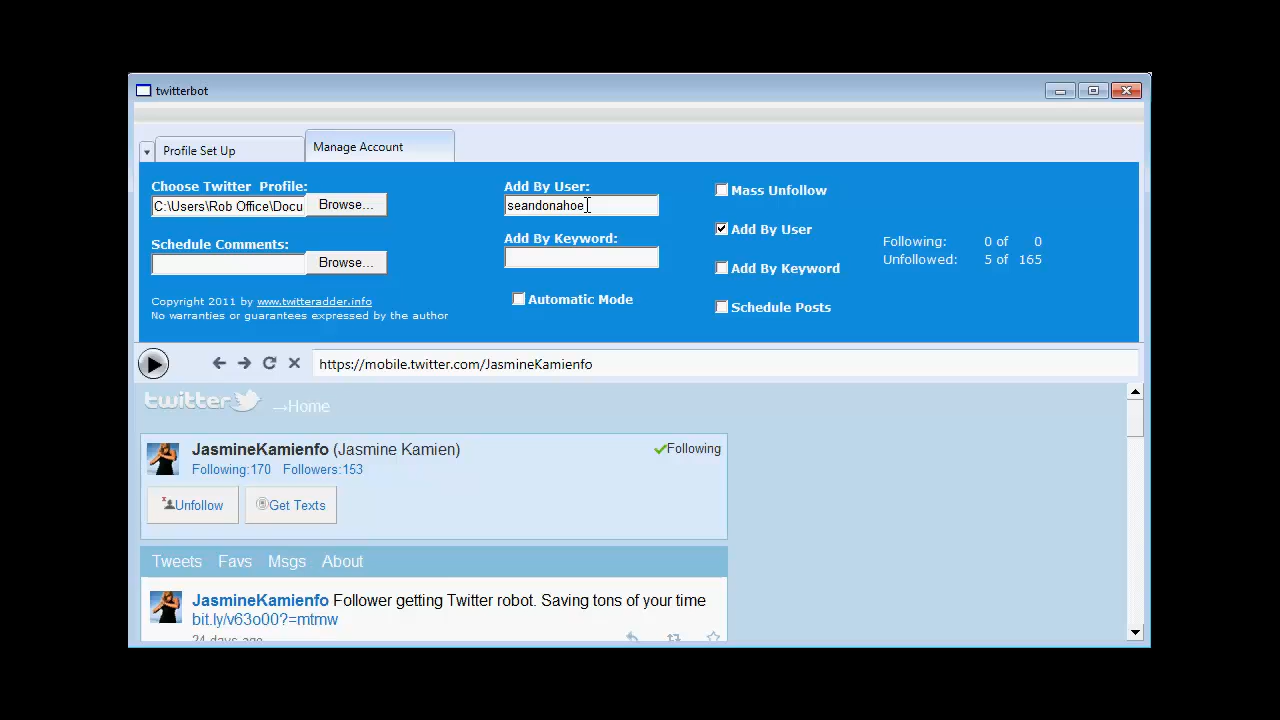 twitterbot
Profile Set Up
Manage Account
Choose Twitter Profile:
C:\Users\Rob Office\Docu
Browse...
Schedule Comments:
Browse...
Copyright 2011 by www.twitteradder.info
No warranties or guarantees expressed by the author
Add By User:
seandonahoe
Add By Keyword:
Automatic Mode
Mass Unfollow
Add By User
Add By Keyword
Schedule Posts
Following: 0 of 0
Unfollowed: 5 of 165
https://mobile.twitter.com/JasmineKamienfo
twitter →Home
JasmineKamienfo (Jasmine Kamien)
Following
Following:170 Followers:153
Unfollow
Get Texts
Tweets Favs Msgs About
JasmineKamienfo Follower getting Twitter robot. Saving tons of your time
bit.ly/v63o00?=mtmw
24 days ago